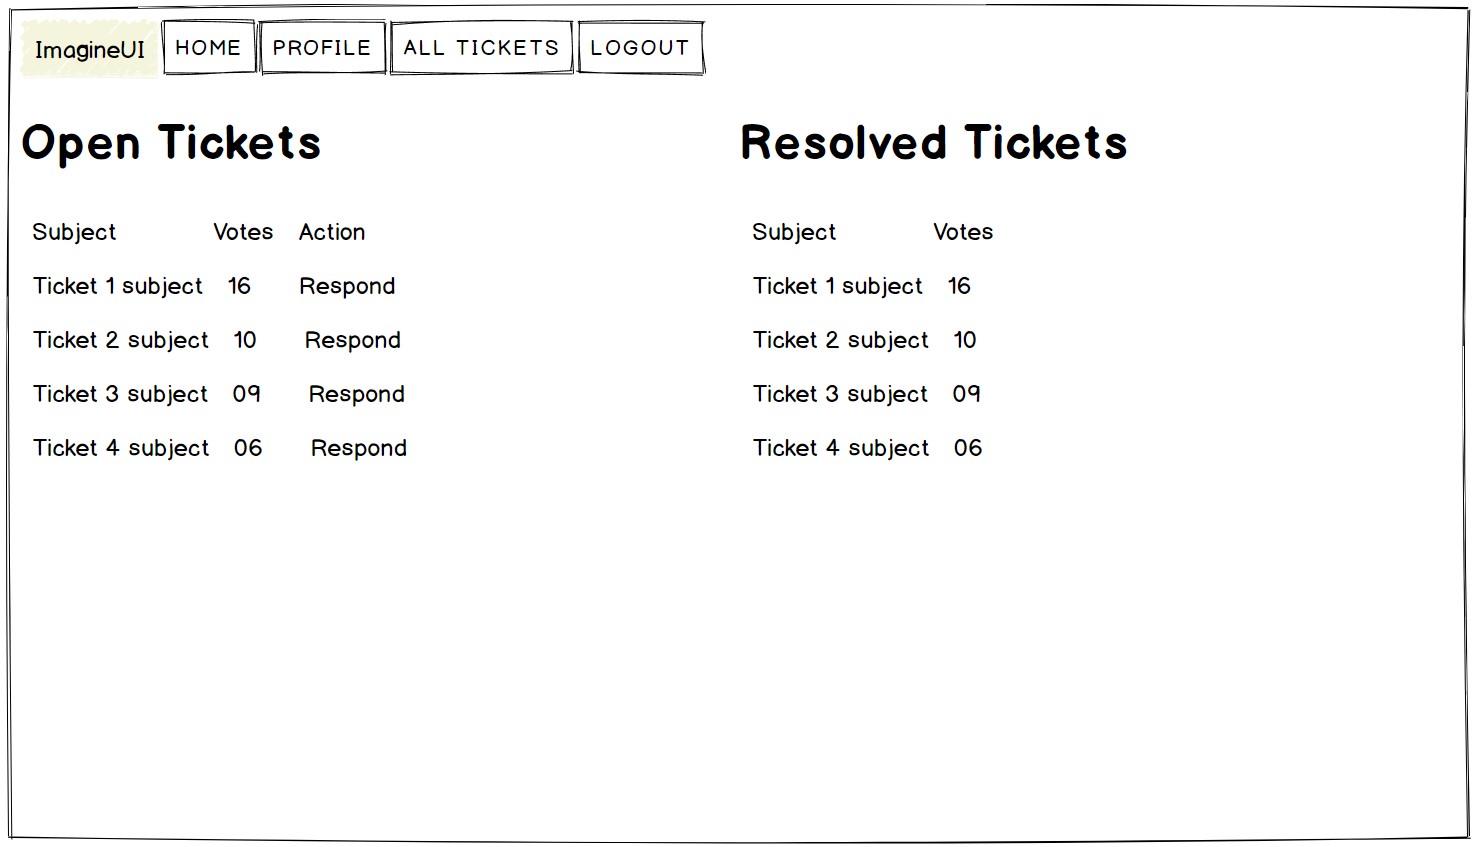 ImagineUI HOME PROFILE ALL TICKETS LOGOUT
Open Tickets
Subject Votes Action
Ticket 1 subject 16 Respond
Ticket 2 subject 10 Respond
Ticket 3 subject 09 Respond
Ticket 4 subject 06 Respond
Resolved Tickets
Subject Votes
Ticket 1 subject 16
Ticket 2 subject 10
Ticket 3 subject 09
Ticket 4 subject 06